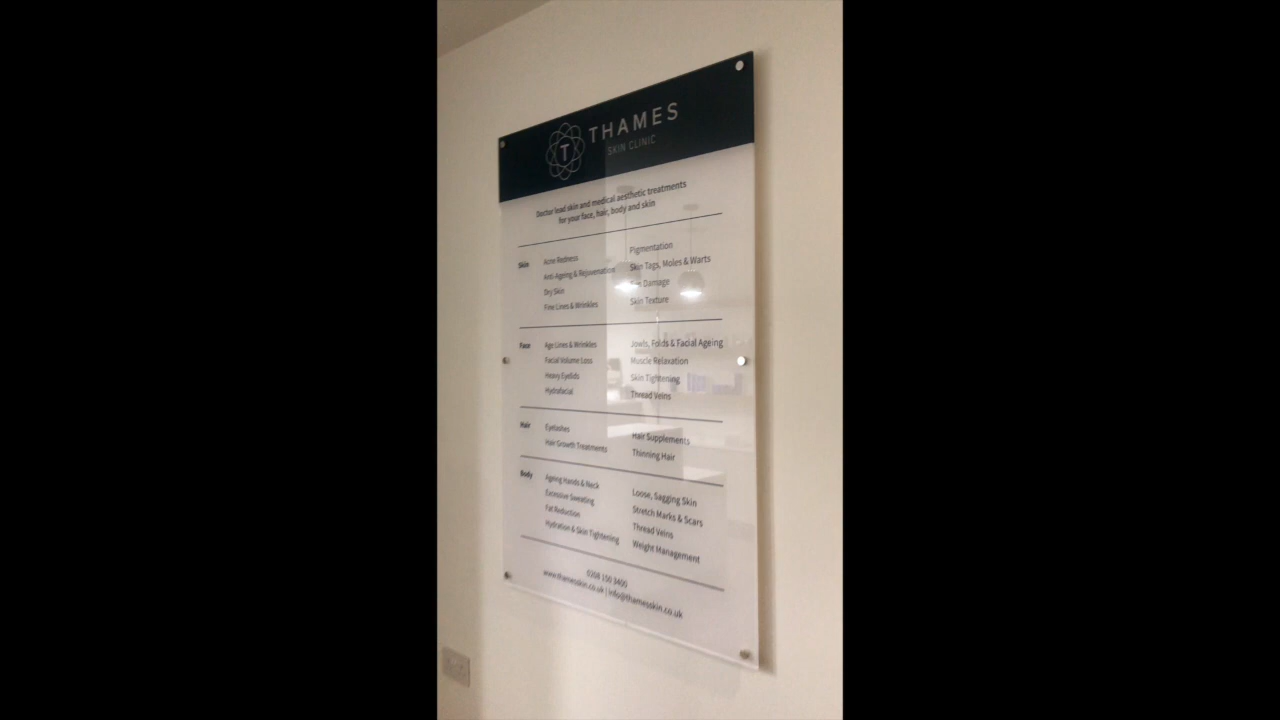 T THAMES
SKIN CLINIC
Doctor lead skin and medical aesthetic treatments
for your face, hair, body and skin
Skin
Acne Redness
Anti-Ageing & Rejuvenation
Dry Skin
Fine Lines & Wrinkles
Pigmentation
Skin Tags, Moles & Warts
Sun Damage
Skin Texture
Face
Age Lines & Wrinkles
Facial Volume Loss
Heavy Eyelids
Hydrafacial
Jowls, Folds & Facial Ageing
Muscle Relaxation
Skin Tightening
Thread Veins
Hair
Eyelashes
Hair Growth Treatments
Hair Supplements
Thinning Hair
Body
Ageing Hands & Neck
Excessive Sweating
Fat Reduction
Hydration & Skin Tightening
Loose, Sagging Skin
Stretch Marks & Scars
Thread Veins
Weight Management
0208 150 3400
www.thamesskin.co.uk | info@thamesskin.co.uk